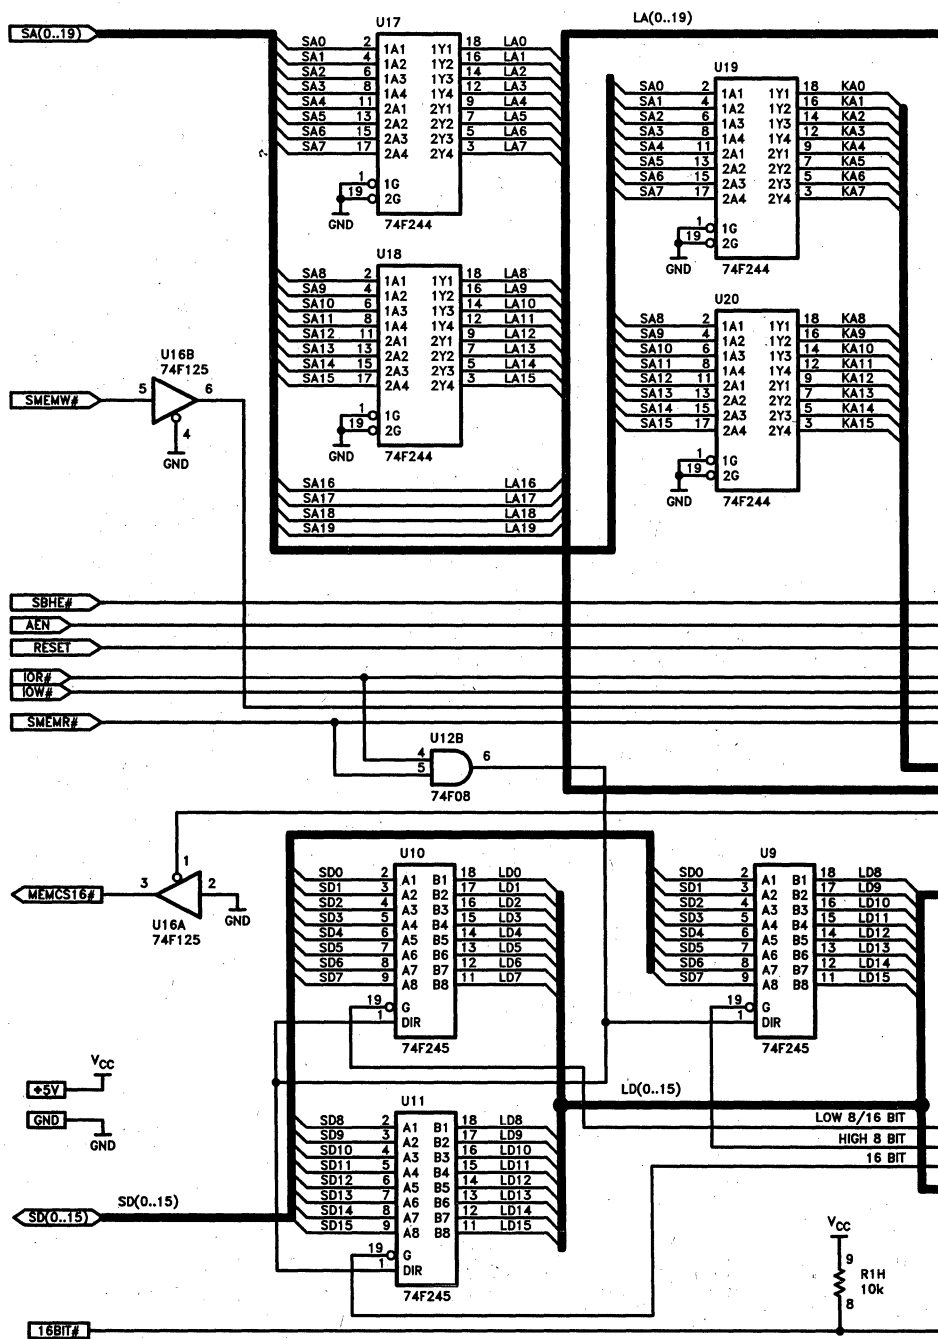 SA(0..19)
LA(0..19)
U17
SA0 2 1A1 1Y1 18 LA0
SA1 4 1A2 1Y2 16 LA1
SA2 6 1A3 1Y3 14 LA2
SA3 8 1A4 1Y4 12 LA3
SA4 11 2A1 2Y1 9 LA4
SA5 13 2A2 2Y2 7 LA5
SA6 15 2A3 2Y3 5 LA6
SA7 17 2A4 2Y4 3 LA7
1 1G
19 2G
GND
74F244
U19
SA0 2 1A1 1Y1 18 KA0
SA1 4 1A2 1Y2 16 KA1
SA2 6 1A3 1Y3 14 KA2
SA3 8 1A4 1Y4 12 KA3
SA4 11 2A1 2Y1 9 KA4
SA5 13 2A2 2Y2 7 KA5
SA6 15 2A3 2Y3 5 KA6
SA7 17 2A4 2Y4 3 KA7
1 1G
19 2G
GND
74F244
U18
SA8 2 1A1 1Y1 18 LA8
SA9 4 1A2 1Y2 16 LA9
SA10 6 1A3 1Y3 14 LA10
SA11 8 1A4 1Y4 12 LA11
SA12 11 2A1 2Y1 9 LA12
SA13 13 2A2 2Y2 7 LA13
SA14 15 2A3 2Y3 5 LA14
SA15 17 2A4 2Y4 3 LA15
1 1G
19 2G
GND
74F244
U20
SA8 2 1A1 1Y1 18 KA8
SA9 4 1A2 1Y2 16 KA9
SA10 6 1A3 1Y3 14 KA10
SA11 8 1A4 1Y4 12 KA11
SA12 11 2A1 2Y1 9 KA12
SA13 13 2A2 2Y2 7 KA13
SA14 15 2A3 2Y3 5 KA14
SA15 17 2A4 2Y4 3 KA15
1 1G
19 2G
GND
74F244
U16B
74F125
SMEMW# 5 6
4
GND
SA16 LA16
SA17 LA17
SA18 LA18
SA19 LA19
SBHE#
AEN
RESET
IOR#
IOW#
SMEMR#
U12B
4 6
5
74F08
1
MEMCS16# 3 2
GND
U16A
74F125
U10
SD0 2 A1 B1 18 LD0
SD1 3 A2 B2 17 LD1
SD2 4 A3 B3 16 LD2
SD3 5 A4 B4 15 LD3
SD4 6 A5 B5 14 LD4
SD5 7 A6 B6 13 LD5
SD6 8 A7 B7 12 LD6
SD7 9 A8 B8 11 LD7
19 G
1 DIR
74F245
U9
SD0 2 A1 B1 18 LD8
SD1 3 A2 B2 17 LD9
SD2 4 A3 B3 16 LD10
SD3 5 A4 B4 15 LD11
SD4 6 A5 B5 14 LD12
SD5 7 A6 B6 13 LD13
SD6 8 A7 B7 12 LD14
SD7 9 A8 B8 11 LD15
19 G
1 DIR
74F245
VCC
+5V
GND
GND
LD(0..15)
LOW 8/16 BIT
HIGH 8 BIT
16 BIT
U11
SD8 2 A1 B1 18 LD8
SD9 3 A2 B2 17 LD9
SD10 4 A3 B3 16 LD10
SD11 5 A4 B4 15 LD11
SD12 6 A5 B5 14 LD12
SD13 7 A6 B6 13 LD13
SD14 8 A7 B7 12 LD14
SD15 9 A8 B8 11 LD15
19 G
1 DIR
74F245
SD(0..15) SD(0..15)
VCC
9
R1H
10k
8
16BIT#